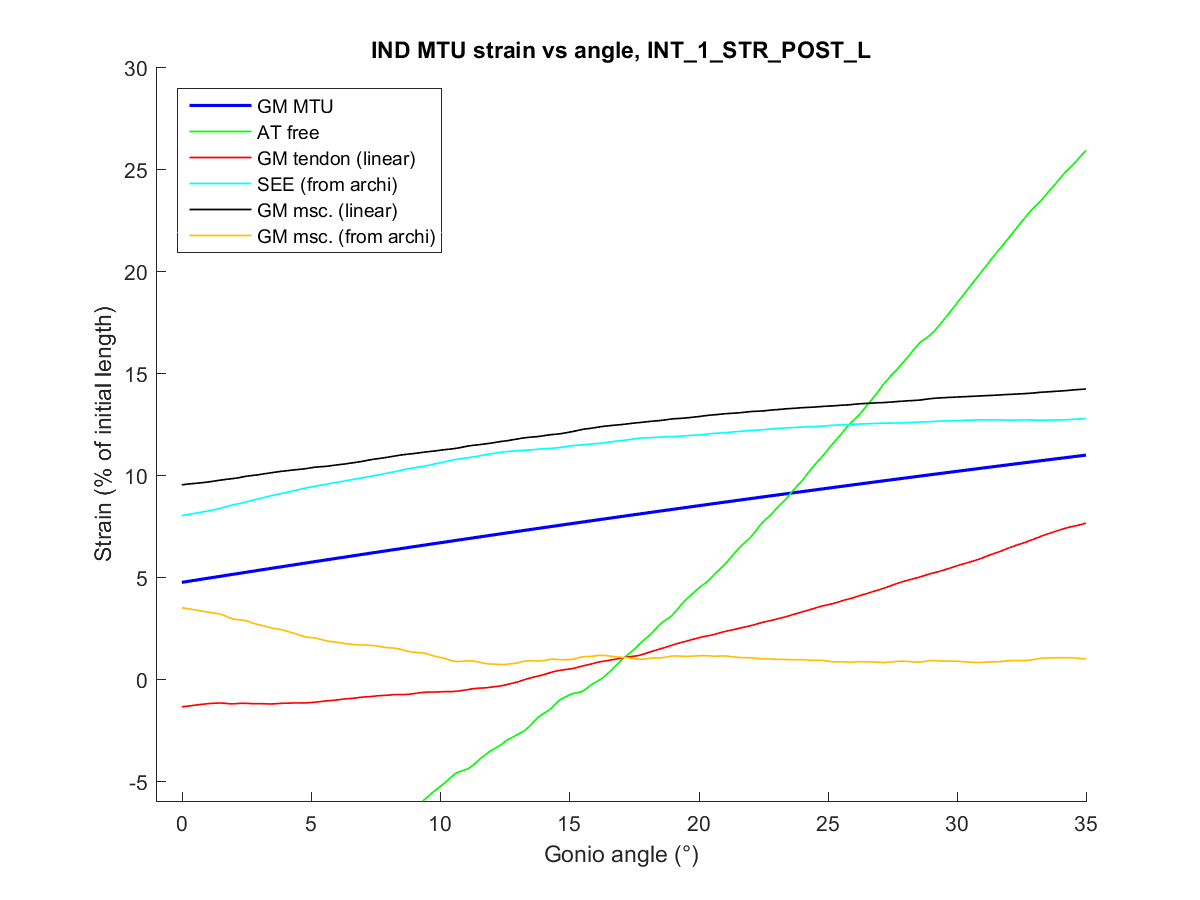 IND MTU strain vs angle, INT_1_STR_POST_L
30
25
20
15
10
5
0
-5
Strain (% of initial length)
GM MTU
AT free
GM tendon (linear)
SEE (from archi)
GM msc. (linear)
GM msc. (from archi)
0 5 10 15 20 25 30 35
Gonio angle (°)